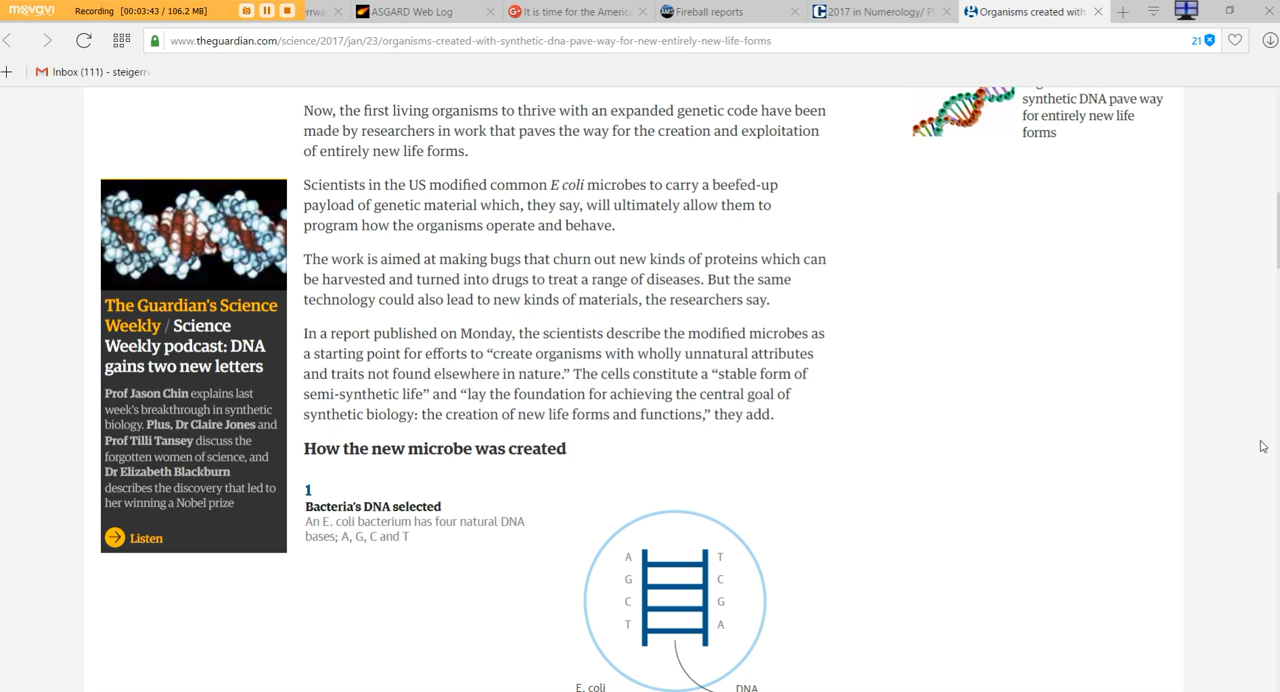 movavi Recording (00:03:43 / 106.2 MB)
ASGARD Web Log
It is time for the America
Fireball reports
2017 in Numerology/
Organisms created with
www.theguardian.com/science/2017/jan/23/organisms-created-with-synthetic-dna-pave-way-for-new-entirely-new-life-forms
21
Inbox (111) - steigern
synthetic DNA pave way
for entirely new life
forms
Now, the first living organisms to thrive with an expanded genetic code have been
made by researchers in work that paves the way for the creation and exploitation
of entirely new life forms.
Scientists in the US modified common E coli microbes to carry a beefed-up
payload of genetic material which, they say, will ultimately allow them to
program how the organisms operate and behave.
The work is aimed at making bugs that churn out new kinds of proteins which can
be harvested and turned into drugs to treat a range of diseases. But the same
technology could also lead to new kinds of materials, the researchers say.
In a report published on Monday, the scientists describe the modified microbes as
a starting point for efforts to “create organisms with wholly unnatural attributes
and traits not found elsewhere in nature.” The cells constitute a “stable form of
semi-synthetic life” and “lay the foundation for achieving the central goal of
synthetic biology: the creation of new life forms and functions,” they add.
The Guardian's Science
Weekly / Science
Weekly podcast: DNA
gains two new letters
Prof Jason Chin explains last
week's breakthrough in synthetic
biology. Plus, Dr Claire Jones and
Prof Tilli Tansey discuss the
forgotten women of science, and
Dr Elizabeth Blackburn
describes the discovery that led to
her winning a Nobel prize
Listen
How the new microbe was created
1
Bacteria's DNA selected
An E. coli bacterium has four natural DNA
bases; A, G, C and T
A T
G C
C G
T A
E. coli DNA